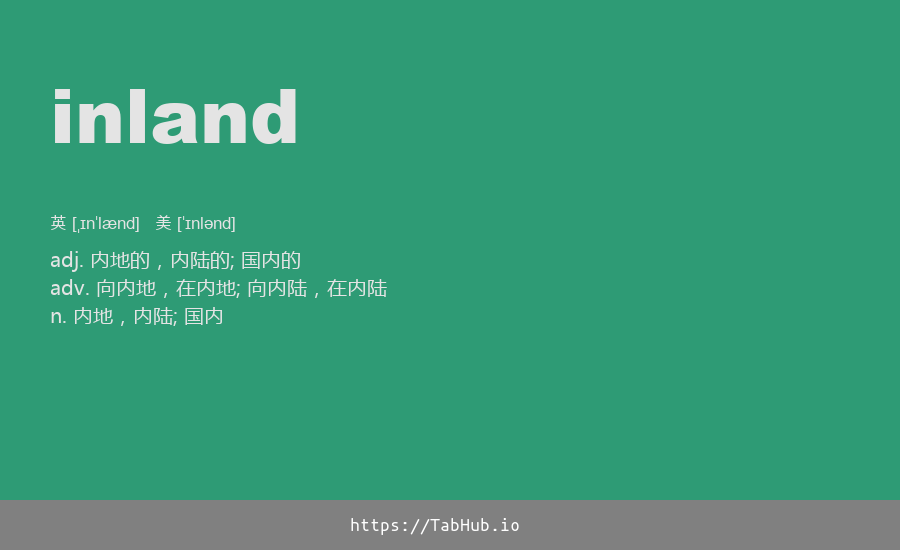 inland
英 [ˌɪnˈlænd] 美 [ˈɪnlənd]
adj. 内地的，内陆的; 国内的
adv. 向内地，在内地; 向内陆，在内陆
n. 内地，内陆; 国内
https://TabHub.io